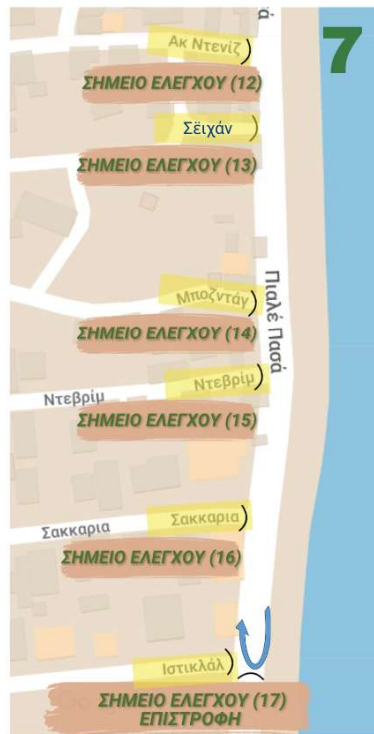 7
Ακ Ντενίζ
ΣΗΜΕΙΟ ΕΛΕΓΧΟΥ (12)
Σεϊχάν
ΣΗΜΕΙΟ ΕΛΕΓΧΟΥ (13)
Πιαλέ Πασά
Μποζντάγ
ΣΗΜΕΙΟ ΕΛΕΓΧΟΥ (14)
Ντεβρίμ
Ντεβρίμ
ΣΗΜΕΙΟ ΕΛΕΓΧΟΥ (15)
Σακκαρια
Σακκαρια
ΣΗΜΕΙΟ ΕΛΕΓΧΟΥ (16)
Ιστικλάλ
ΣΗΜΕΙΟ ΕΛΕΓΧΟΥ (17)
ΕΠΙΣΤΡΟΦΗ